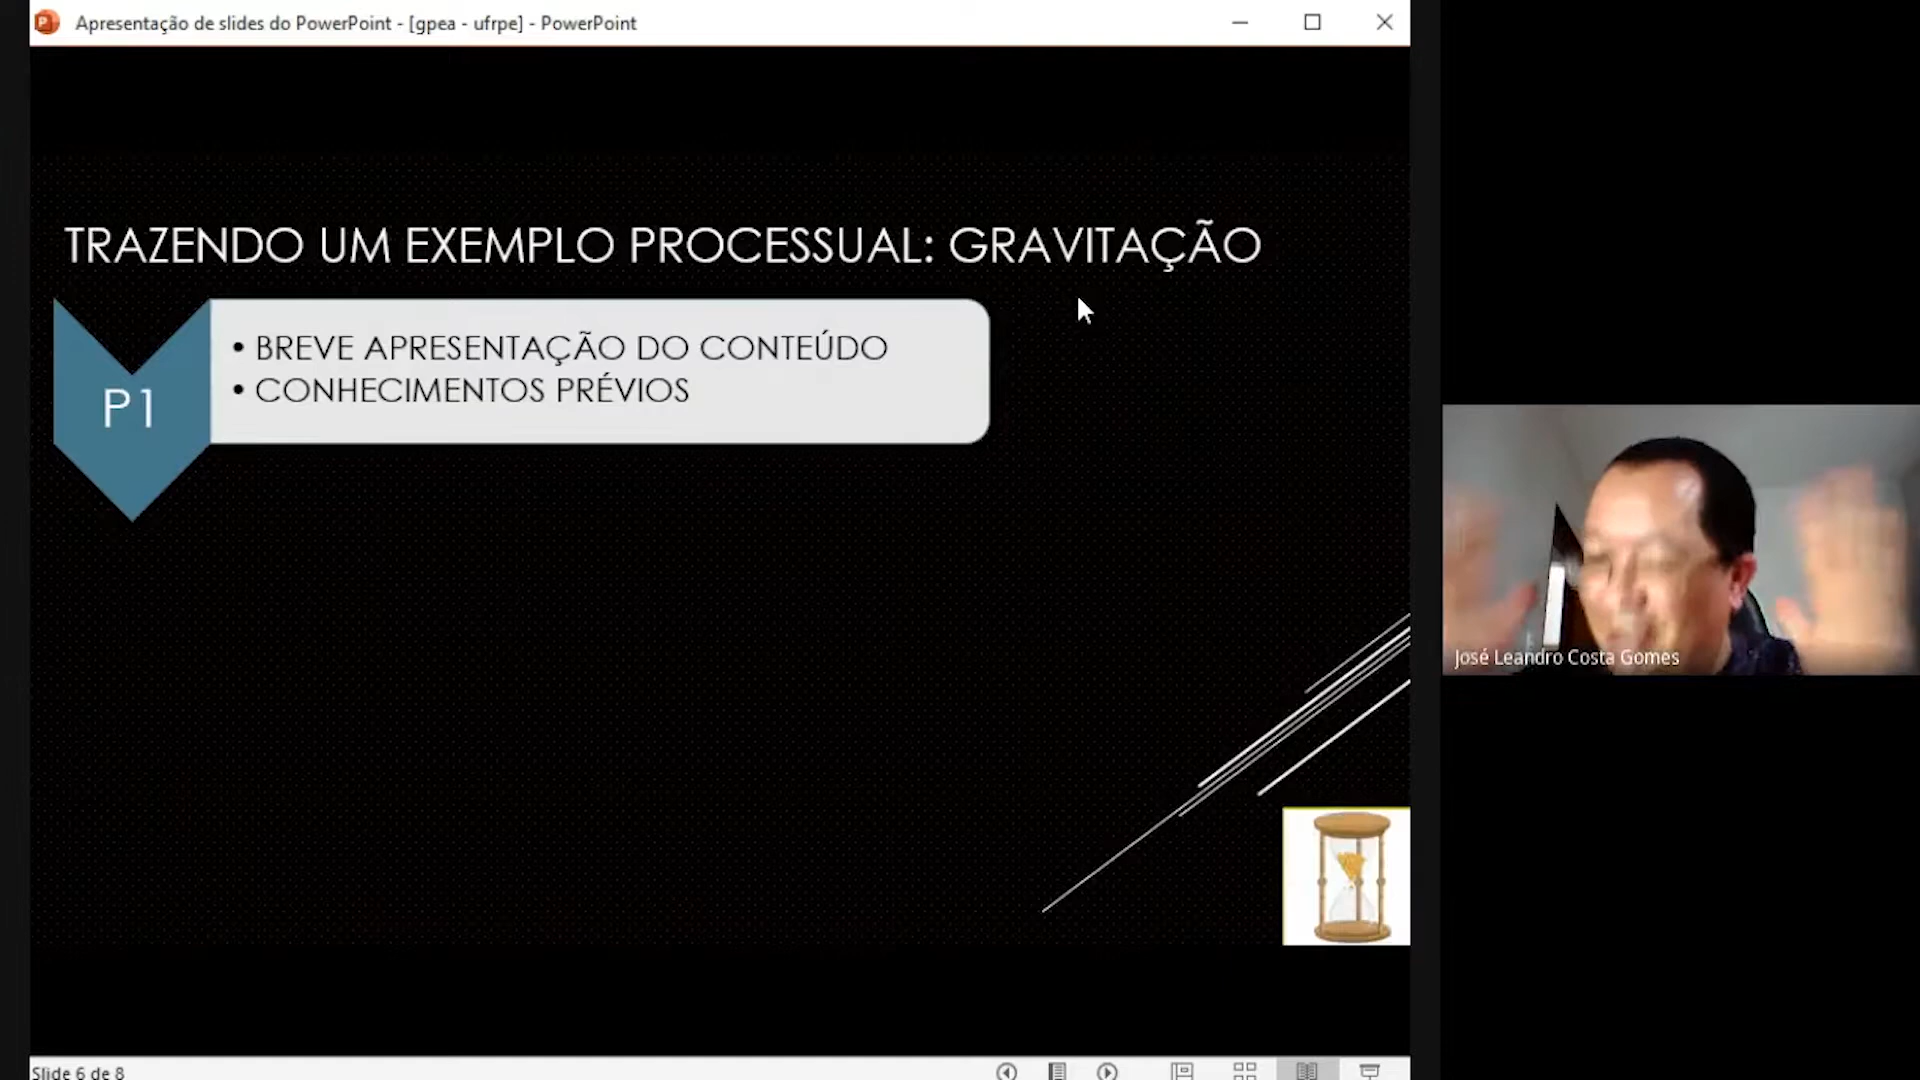 Apresentação de slides do PowerPoint - [gpea - ufrpe] - PowerPoint
TRAZENDO UM EXEMPLO PROCESSUAL: GRAVITAÇÃO
P1
• BREVE APRESENTAÇÃO DO CONTEÚDO
• CONHECIMENTOS PRÉVIOS
José Leandro Costa Gomes
Slide 6 de 8